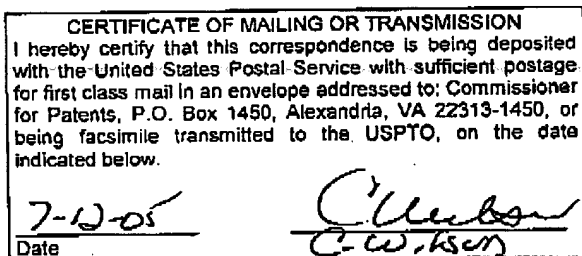 CERTIFICATE OF MAILING OR TRANSMISSION
I hereby certify that this correspondence is being deposited
with the United States Postal Service with sufficient postage
for first class mail in an envelope addressed to: Commissioner
for Patents, P.O. Box 1450, Alexandria, VA 22313-1450, or
being facsimile transmitted to the USPTO, on the date
indicated below.
7-12-05
Date
C. Wilson